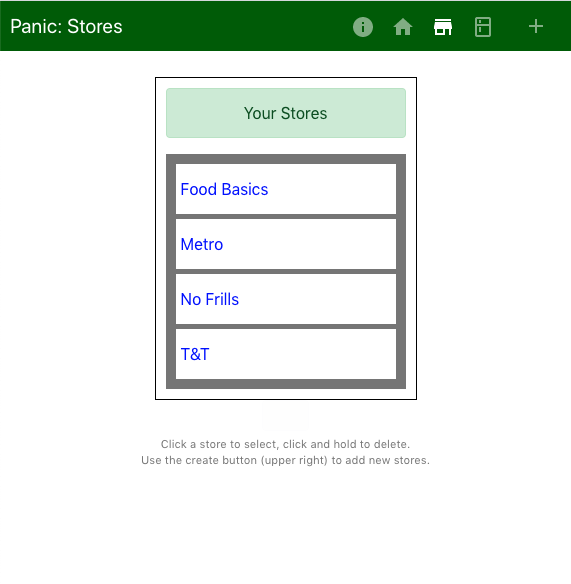 Panic: Stores
Your Stores
Food Basics
Metro
No Frills
T&T
Click a store to select, click and hold to delete.
Use the create button (upper right) to add new stores.